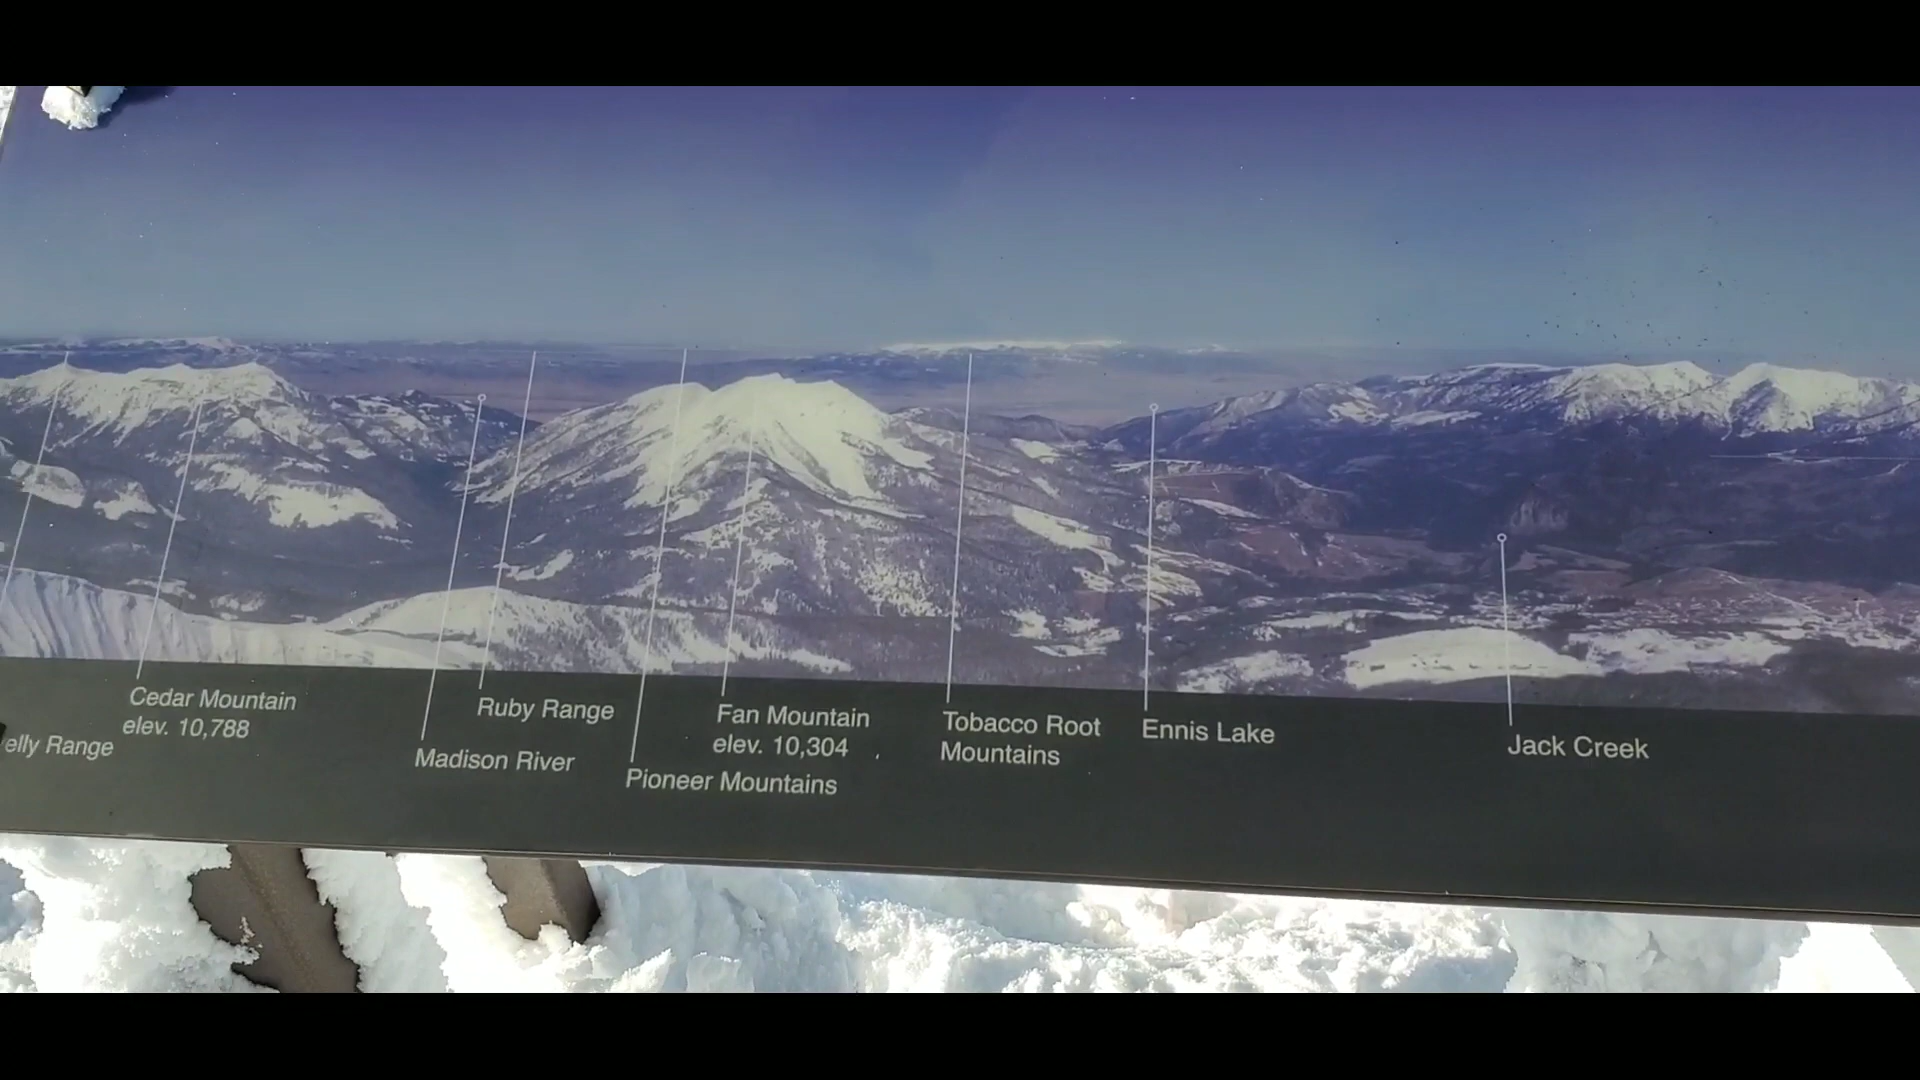 Cedar Mountain
elev. 10,788
elly Range
Madison River
Ruby Range
Pioneer Mountains
Fan Mountain
elev. 10,304
Tobacco Root
Mountains
Ennis Lake
Jack Creek